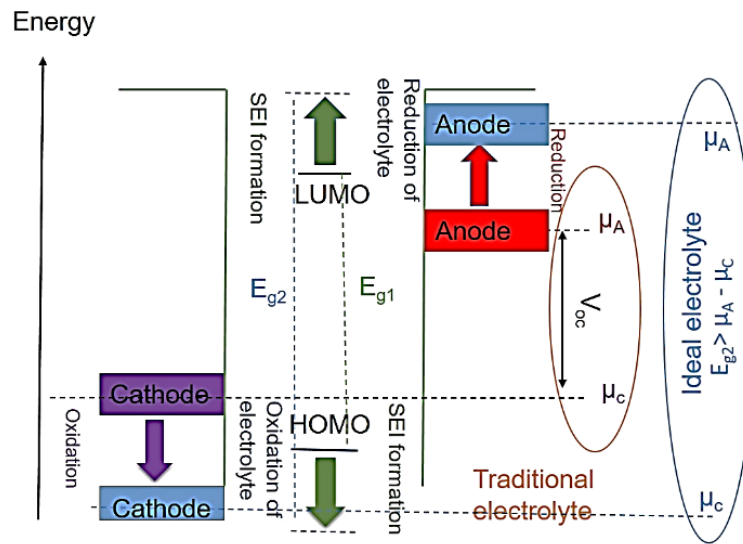 Energy
SEI formation
Reduction of
electrolyte
Anode
Reduction
μA
LUMO
Anode
μA
Eg2
Eg1
Voc
Ideal electrolyte
Eg2> μA - μC
Cathode
μc
Oxidation
Oxidation of
electrolyte
HOMO
SEI formation
Traditional
electrolyte
Cathode
μc